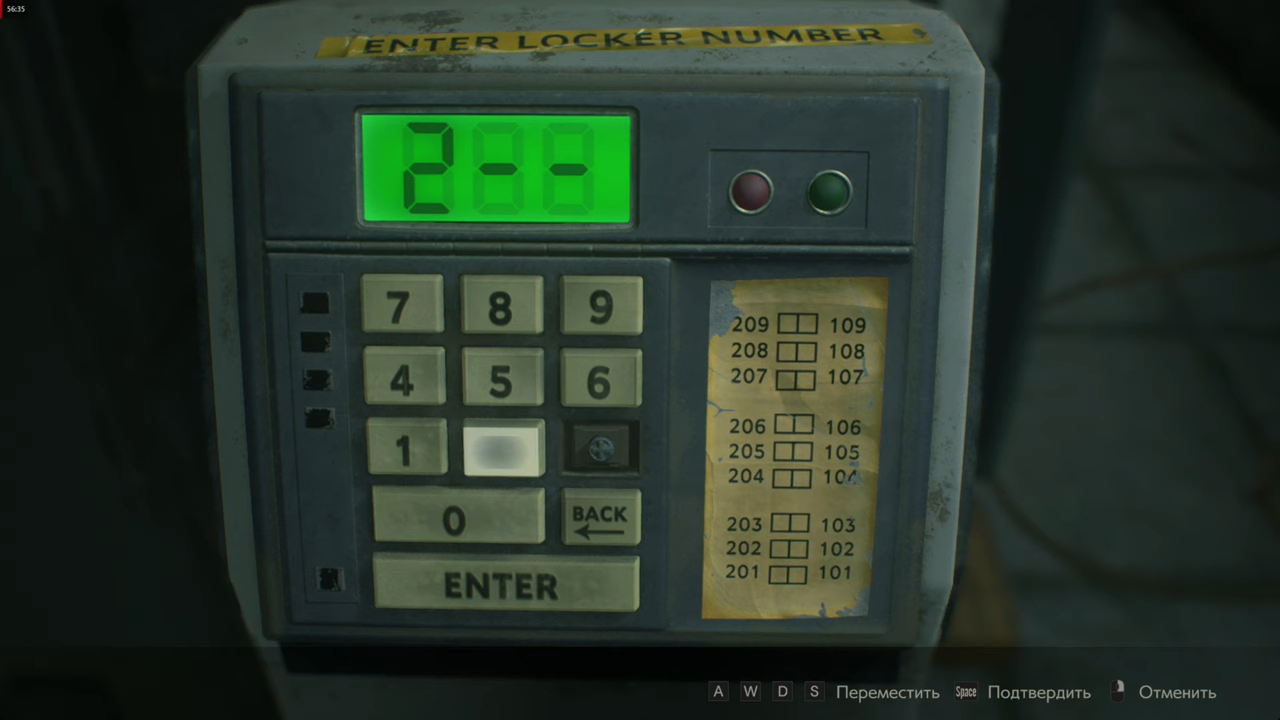 56:35
ENTER LOCKER NUMBER
2--
7 8 9
4 5 6
1
0 BACK
ENTER
209 109
208 108
207 107
206 106
205 105
204 104
203 103
202 102
201 101
A W D S Переместить Space Подтвердить Отменить